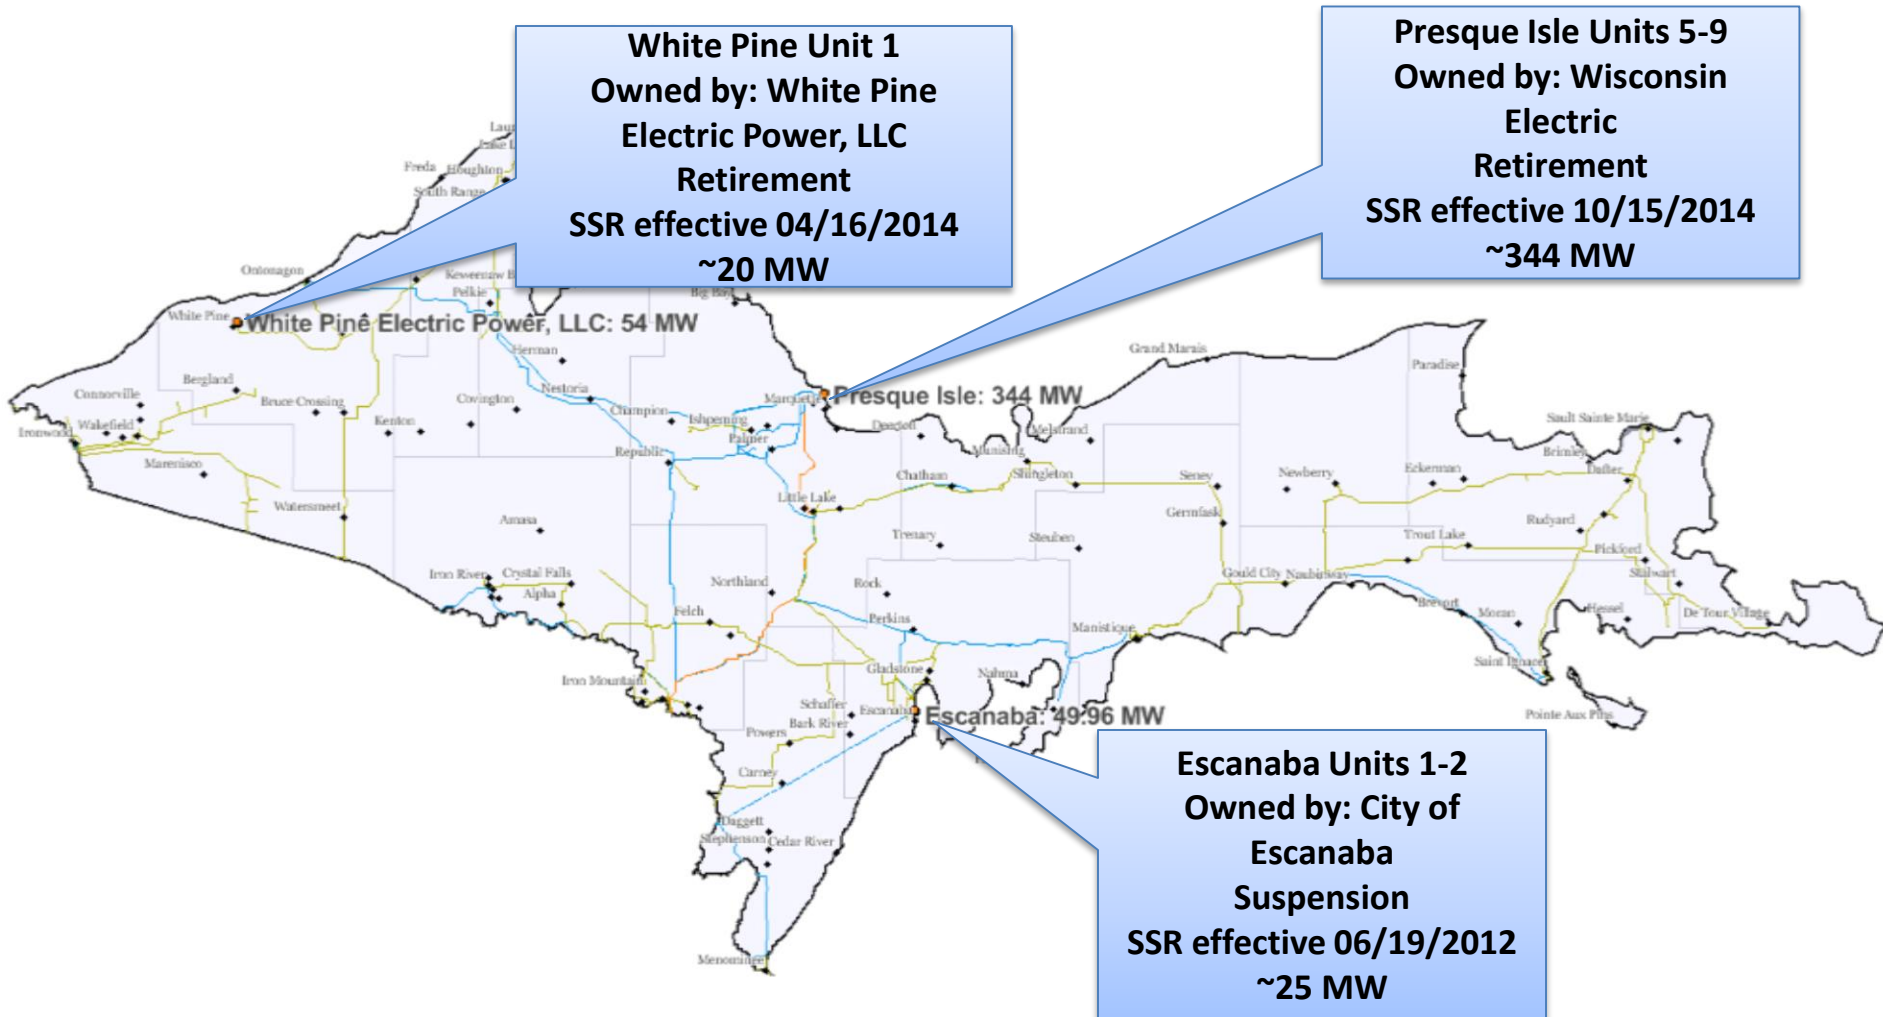 White Pine Unit 1
Owned by: White Pine
Electric Power, LLC
Retirement
SSR effective 04/16/2014
~20 MW
Presque Isle Units 5-9
Owned by: Wisconsin
Electric
Retirement
SSR effective 10/15/2014
~344 MW
Freda
Houghton
South Range
Ontonagon
Pelkie
Big Bay
White Pine
White Pine Electric Power, LLC: 54 MW
Herman
Grand Marais
Paradise
Bergland
Connorville
Nestoria
Covington
Bruce Crossing
Champion
Marquette
Presque Isle: 344 MW
Deerton
Melstrand
Sault Sainte Marie
Ironwood
Wakefield
Kenton
Ishpeming
Palmer
Republic
Munising
Brimley
Marenisco
Chatham
Shingleton
Seney
Newberry
Eckerman
Dafter
Watersmeet
Little Lake
Germfask
Amasa
Trenary
Steuben
Rudyard
Trout Lake
Pickford
Iron River
Crystal Falls
Alpha
Northland
Rock
Gould City
Naubinway
Stalwart
Felch
Perkins
Manistique
Brevort
Moran
Hessel
De Tour Village
Iron Mountain
Gladstone
Nahma
Saint Ignace
Schaffer
Escanaba
Escanaba: 49.96 MW
Bark River
Powers
Pointe Aux Pins
Carney
Daggett
Stephenson
Cedar River
Menominee
Escanaba Units 1-2
Owned by: City of
Escanaba
Suspension
SSR effective 06/19/2012
~25 MW